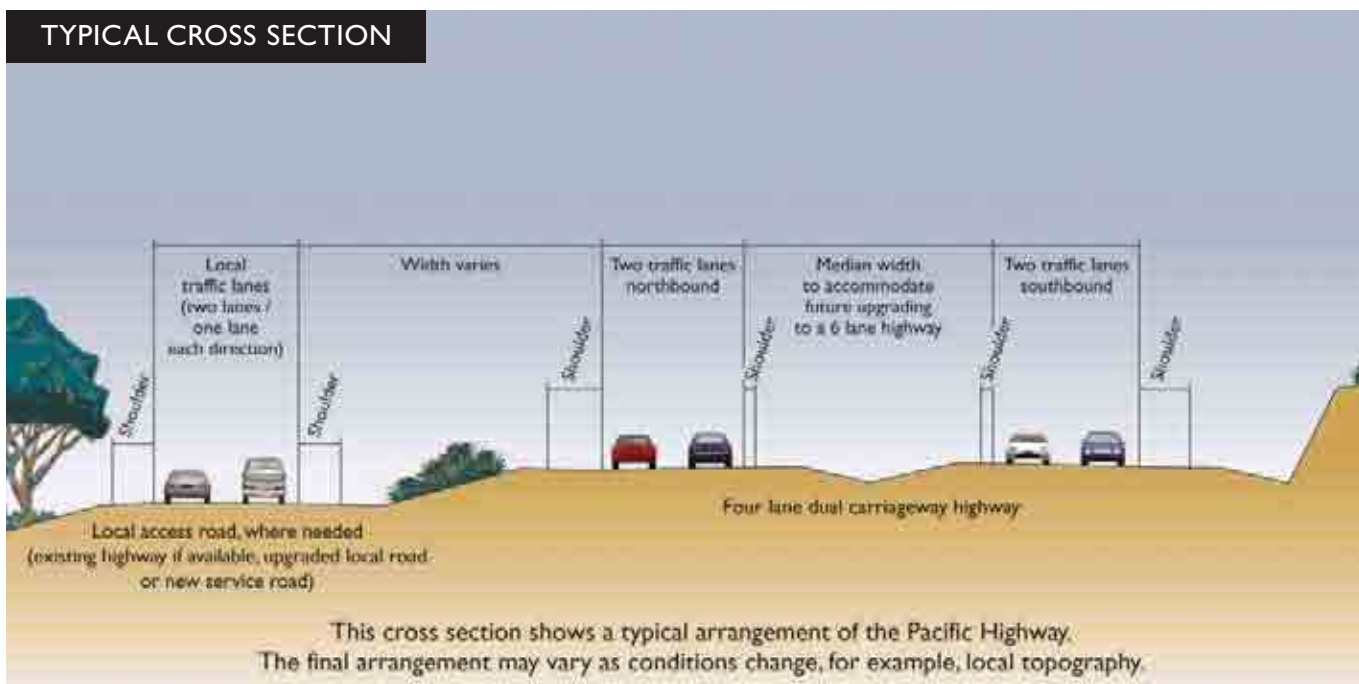 TYPICAL CROSS SECTION
Local
traffic lanes
(two lanes /
one lane
each direction)
Width varies
Two traffic lanes
northbound
Median width
to accommodate
future upgrading
to a 6 lane highway
Two traffic lanes
southbound
Shoulder
Shoulder
Shoulder
Shoulder
Shoulder
Shoulder
Four lane dual carriageway highway
Local access road, where needed
(existing highway if available, upgraded local road
or new service road)
This cross section shows a typical arrangement of the Pacific Highway.
The final arrangement may vary as conditions change, for example, local topography.